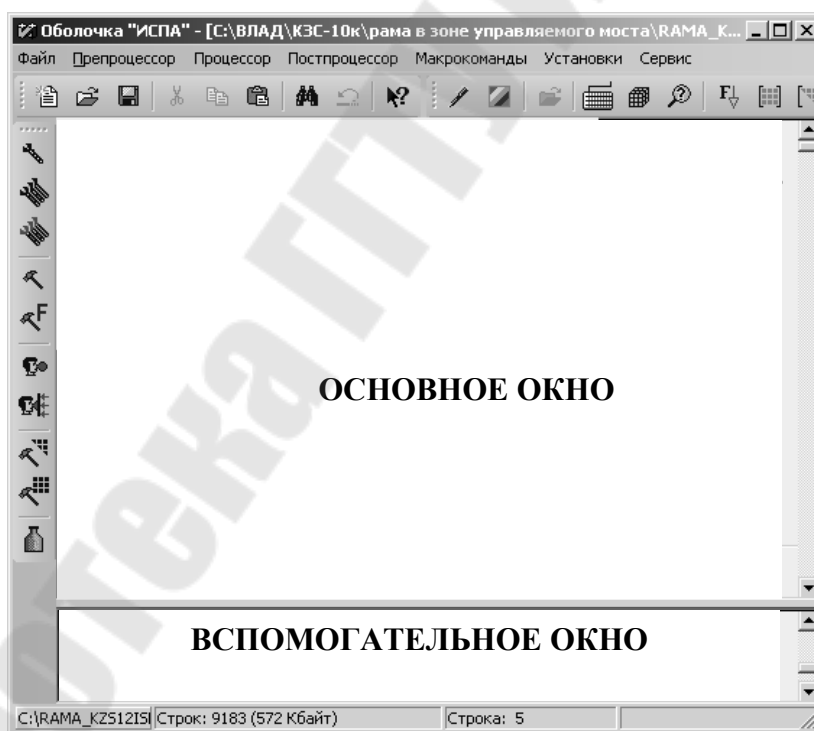 Оболочка "ИСПА" - [C:\ВЛАД\КЗС-10к\рама в зоне управляемого моста\RAMA_K...
Файл Препроцессор Процессор Постпроцессор Макрокоманды Установки Сервис
F
F
ОСНОВНОЕ ОКНО
ВСПОМОГАТЕЛЬНОЕ ОКНО
C:\RAMA_KZS12ISI Строк: 9183 (572 Кбайт) Строка: 5